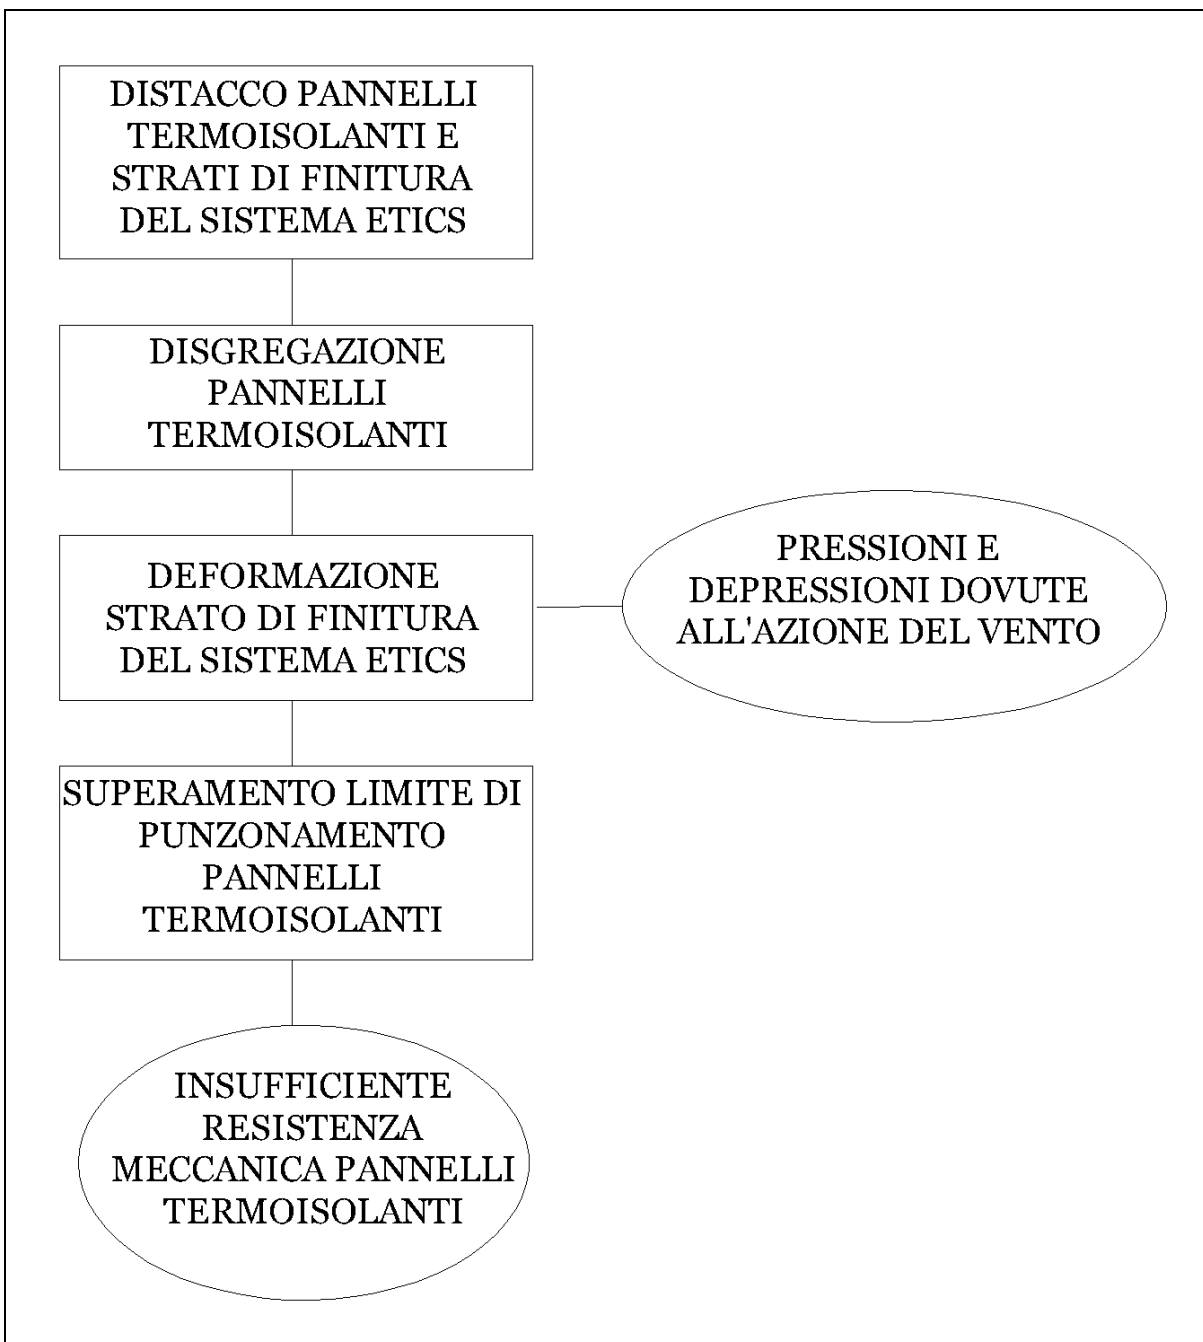 DISTACCO PANNELLI
TERMOISOLANTI E
STRATI DI FINITURA
DEL SISTEMA ETICS
DISGREGAZIONE
PANNELLI
TERMOISOLANTI
DEFORMAZIONE
STRATO DI FINITURA
DEL SISTEMA ETICS
PRESSIONI E
DEPRESSIONI DOVUTE
ALL'AZIONE DEL VENTO
SUPERAMENTO LIMITE DI
PUNZONAMENTO
PANNELLI
TERMOISOLANTI
INSUFFICIENTE
RESISTENZA
MECCANICA PANNELLI
TERMOISOLANTI